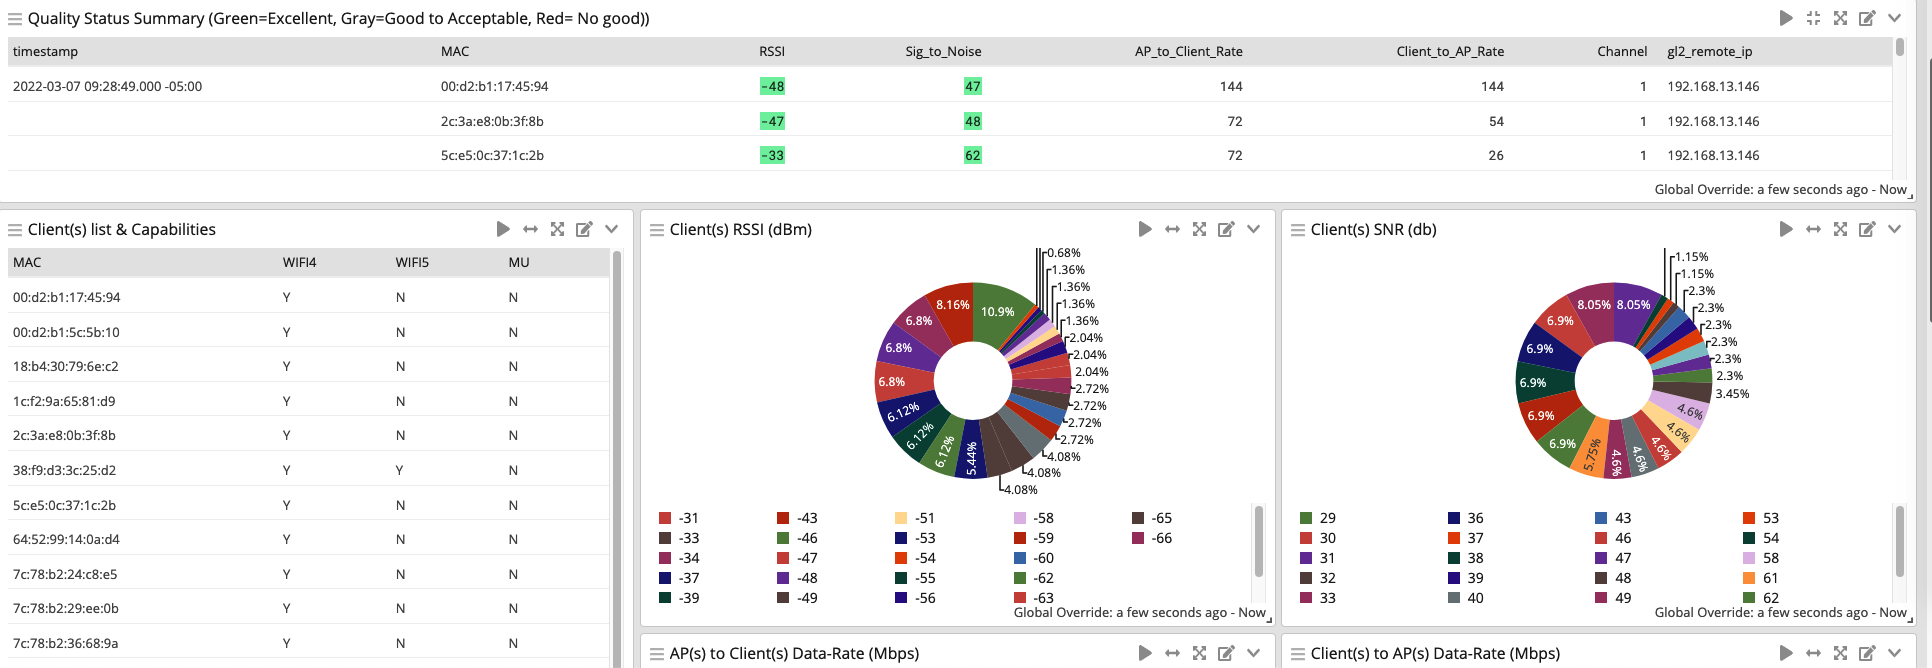 Quality Status Summary (Green=Excellent, Gray=Good to Acceptable, Red= No good))
timestamp MAC RSSI Sig_to_Noise AP_to_Client_Rate Client_to_AP_Rate Channel gl2_remote_ip
2022-03-07 09:28:49.000 -05:00 00:d2:b1:17:45:94 -48 47 144 144 1 192.168.13.146
2c:3a:e8:0b:3f:8b -47 48 72 54 1 192.168.13.146
5c:e5:0c:37:1c:2b -33 62 72 26 1 192.168.13.146
Global Override: a few seconds ago - Now
Client(s) list & Capabilities
MAC WIFI4 WIFI5 MU
00:d2:b1:17:45:94 Y N N
00:d2:b1:5c:5b:10 Y N N
18:b4:30:79:6e:c2 Y N N
1c:f2:9a:65:81:d9 Y N N
2c:3a:e8:0b:3f:8b Y N N
38:f9:d3:3c:25:d2 Y Y N
5c:e5:0c:37:1c:2b Y N N
64:52:99:14:0a:d4 Y N N
7c:78:b2:24:c8:e5 Y N N
7c:78:b2:29:ee:0b Y N N
7c:78:b2:36:68:9a Y N N
Client(s) RSSI (dBm)
10.9%
0.68%
1.36%
1.36%
1.36%
1.36%
2.04%
2.04%
2.04%
2.72%
2.72%
2.72%
2.72%
4.08%
4.08%
4.08%
5.44%
6.12%
6.12%
6.12%
6.8%
6.8%
6.8%
8.16%
-31 -43 -51 -58 -65
-33 -46 -53 -59 -66
-34 -47 -54 -60
-37 -48 -55 -62
-39 -49 -56 -63
Global Override: a few seconds ago - Now
Client(s) SNR (db)
8.05%
1.15%
1.15%
2.3%
2.3%
2.3%
2.3%
2.3%
2.3%
3.45%
4.6%
4.6%
4.6%
4.6%
4.6%
5.75%
6.9%
6.9%
6.9%
6.9%
6.9%
8.05%
29 36 43 53
30 37 46 54
31 38 47 58
32 39 48 61
33 40 49 62
Global Override: a few seconds ago - Now
AP(s) to Client(s) Data-Rate (Mbps)
Client(s) to AP(s) Data-Rate (Mbps)